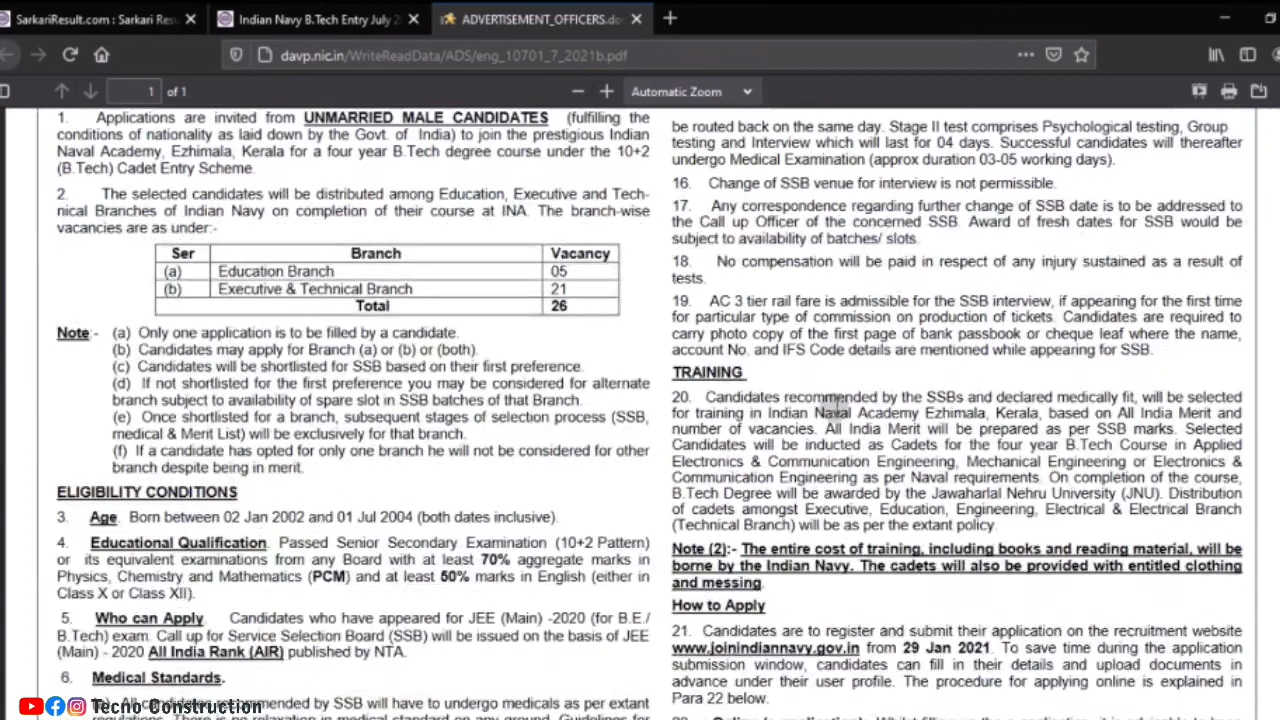 SarkariResult.com : Sarkari Resu
Indian Navy B.Tech Entry July 2
ADVERTISEMENT_OFFICERS.do
davp.nic.in/WriteReadData/ADS/eng_10701_7_2021b.pdf
1 of 1
Automatic Zoom
1. Applications are invited from UNMARRIED MALE CANDIDATES (fulfilling the
conditions of nationality as laid down by the Govt. of India) to join the prestigious Indian
Naval Academy, Ezhimala, Kerala for a four year B.Tech degree course under the 10+2
(B.Tech) Cadet Entry Scheme.
2. The selected candidates will be distributed among Education, Executive and Tech-
nical Branches of Indian Navy on completion of their course at INA. The branch-wise
vacancies are as under:-
Ser Branch Vacancy
(a) Education Branch 05
(b) Executive & Technical Branch 21
Total 26
Note:- (a) Only one application is to be filled by a candidate.
(b) Candidates may apply for Branch (a) or (b) or (both).
(c) Candidates will be shortlisted for SSB based on their first preference.
(d) If not shortlisted for the first preference you may be considered for alternate
branch subject to availability of spare slot in SSB batches of that Branch.
(e) Once shortlisted for a branch, subsequent stages of selection process (SSB,
medical & Merit List) will be exclusively for that branch.
(f) If a candidate has opted for only one branch he will not be considered for other
branch despite being in merit.
ELIGIBILITY CONDITIONS
3. Age. Born between 02 Jan 2002 and 01 Jul 2004 (both dates inclusive).
4. Educational Qualification. Passed Senior Secondary Examination (10+2 Pattern)
or its equivalent examinations from any Board with at least 70% aggregate marks in
Physics, Chemistry and Mathematics (PCM) and at least 50% marks in English (either in
Class X or Class XII).
5. Who can Apply. Candidates who have appeared for JEE (Main) -2020 (for B.E./
B.Tech) exam. Call up for Service Selection Board (SSB) will be issued on the basis of JEE
(Main) - 2020 All India Rank (AIR) published by NTA.
6. Medical Standards.
All candidates recommended by SSB will have to undergo medicals as per extant
regulations. There is no relaxation in medical standard on any ground. Guidelines for
Tecno Construction
be routed back on the same day. Stage II test comprises Psychological testing, Group
testing and Interview which will last for 04 days. Successful candidates will thereafter
undergo Medical Examination (approx duration 03-05 working days).
16. Change of SSB venue for interview is not permissible.
17. Any correspondence regarding further change of SSB date is to be addressed to
the Call up Officer of the concerned SSB. Award of fresh dates for SSB would be
subject to availability of batches/ slots.
18. No compensation will be paid in respect of any injury sustained as a result of
tests.
19. AC 3 tier rail fare is admissible for the SSB interview, if appearing for the first time
for particular type of commission on production of tickets. Candidates are required to
carry photo copy of the first page of bank passbook or cheque leaf where the name,
account No. and IFS Code details are mentioned while appearing for SSB.
TRAINING
20. Candidates recommended by the SSBs and declared medically fit, will be selected
for training in Indian Naval Academy Ezhimala, Kerala, based on All India Merit and
number of vacancies. All India Merit will be prepared as per SSB marks. Selected
Candidates will be inducted as Cadets for the four year B.Tech Course in Applied
Electronics & Communication Engineering, Mechanical Engineering or Electronics &
Communication Engineering as per Naval requirements. On completion of the course,
B.Tech Degree will be awarded by the Jawaharlal Nehru University (JNU). Distribution
of cadets amongst Executive, Education, Engineering, Electrical & Electrical Branch
(Technical Branch) will be as per the extant policy.
Note (2):- The entire cost of training, including books and reading material, will be
borne by the Indian Navy. The cadets will also be provided with entitled clothing
and messing.
How to Apply
21. Candidates are to register and submit their application on the recruitment website
www.joinindiannavy.gov.in from 29 Jan 2021. To save time during the application
submission window, candidates can fill in their details and upload documents in
advance under their user profile. The procedure for applying online is explained in
Para 22 below.